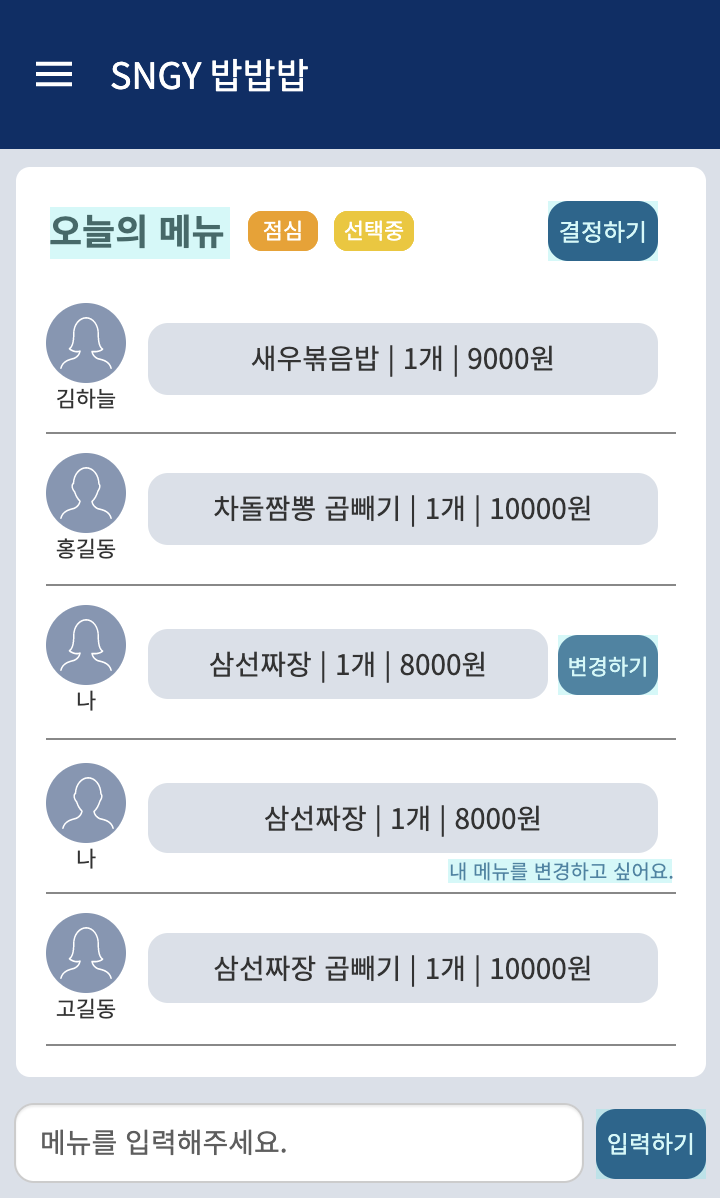 SNGY 밥밥밥
오늘의 메뉴 점심 선택중 결정하기
새우볶음밥 | 1개 | 9000원
김하늘
차돌짬뽕 곱빼기 | 1개 | 10000원
홍길동
삼선짜장 | 1개 | 8000원 변경하기
나
삼선짜장 | 1개 | 8000원
나
내 메뉴를 변경하고 싶어요.
삼선짜장 곱빼기 | 1개 | 10000원
고길동
메뉴를 입력해주세요. 입력하기